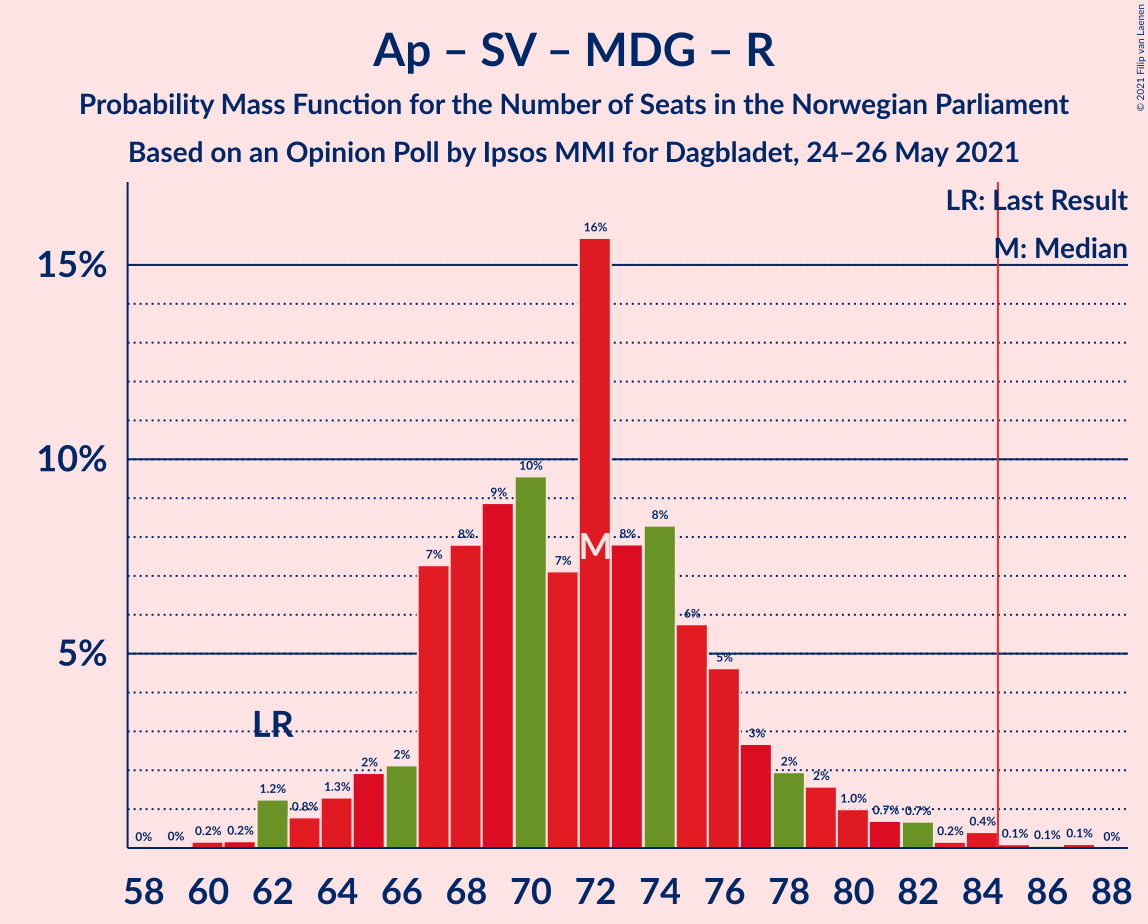 Ap – SV – MDG – R
Probability Mass Function for the Number of Seats in the Norwegian Parliament
Based on an Opinion Poll by Ipsos MMI for Dagbladet, 24–26 May 2021
© 2021 Filip van Laenen
LR: Last Result
M: Median
15%
10%
5%
0% 0% 0.2% 0.2% 1.2% 0.8% 1.3% 2% 2% 7% 8% 9% 10% 7% 16% 8% 8% 6% 5% 3% 2% 2% 1.0% 0.7% 0.7% 0.2% 0.4% 0.1% 0.1% 0.1% 0%
LR
M
58 60 62 64 66 68 70 72 74 76 78 80 82 84 86 88